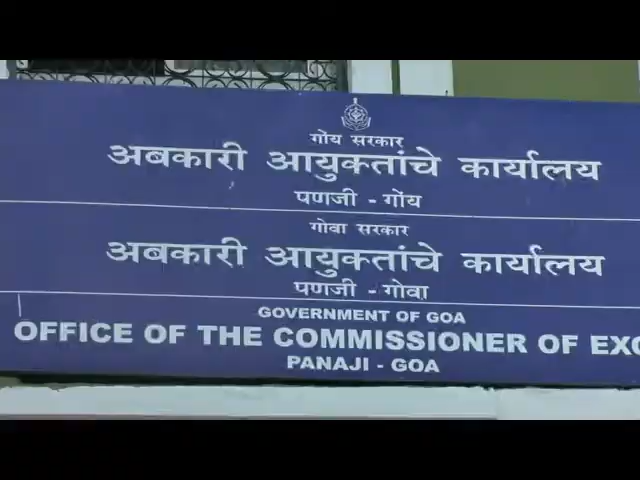 गोंय सरकार
अबकारी आयुक्तांचे कार्यालय
पणजी - गोंय
गोवा सरकार
अबकारी आयुक्तांचे कार्यालय
पणजी - गोवा
GOVERNMENT OF GOA
OFFICE OF THE COMMISSIONER OF EXC
PANAJI - GOA